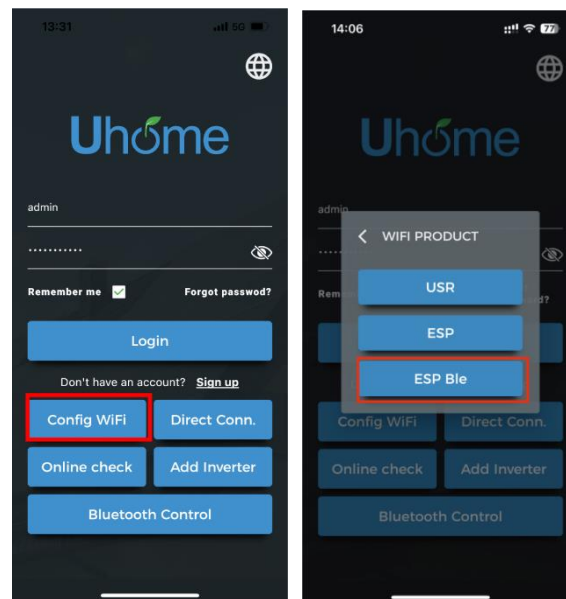 13:31
5G
Uhome
admin
Remember me
Forgot passwod?
Login
Don't have an account? Sign up
Config WiFi
Direct Conn.
Online check
Add Inverter
Bluetooth Control
14:06
77
Uhome
admin
WIFI PRODUCT
USR
ESP
ESP Ble
Config WiFi
Direct Conn.
Online check
Add Inverter
Bluetooth Control